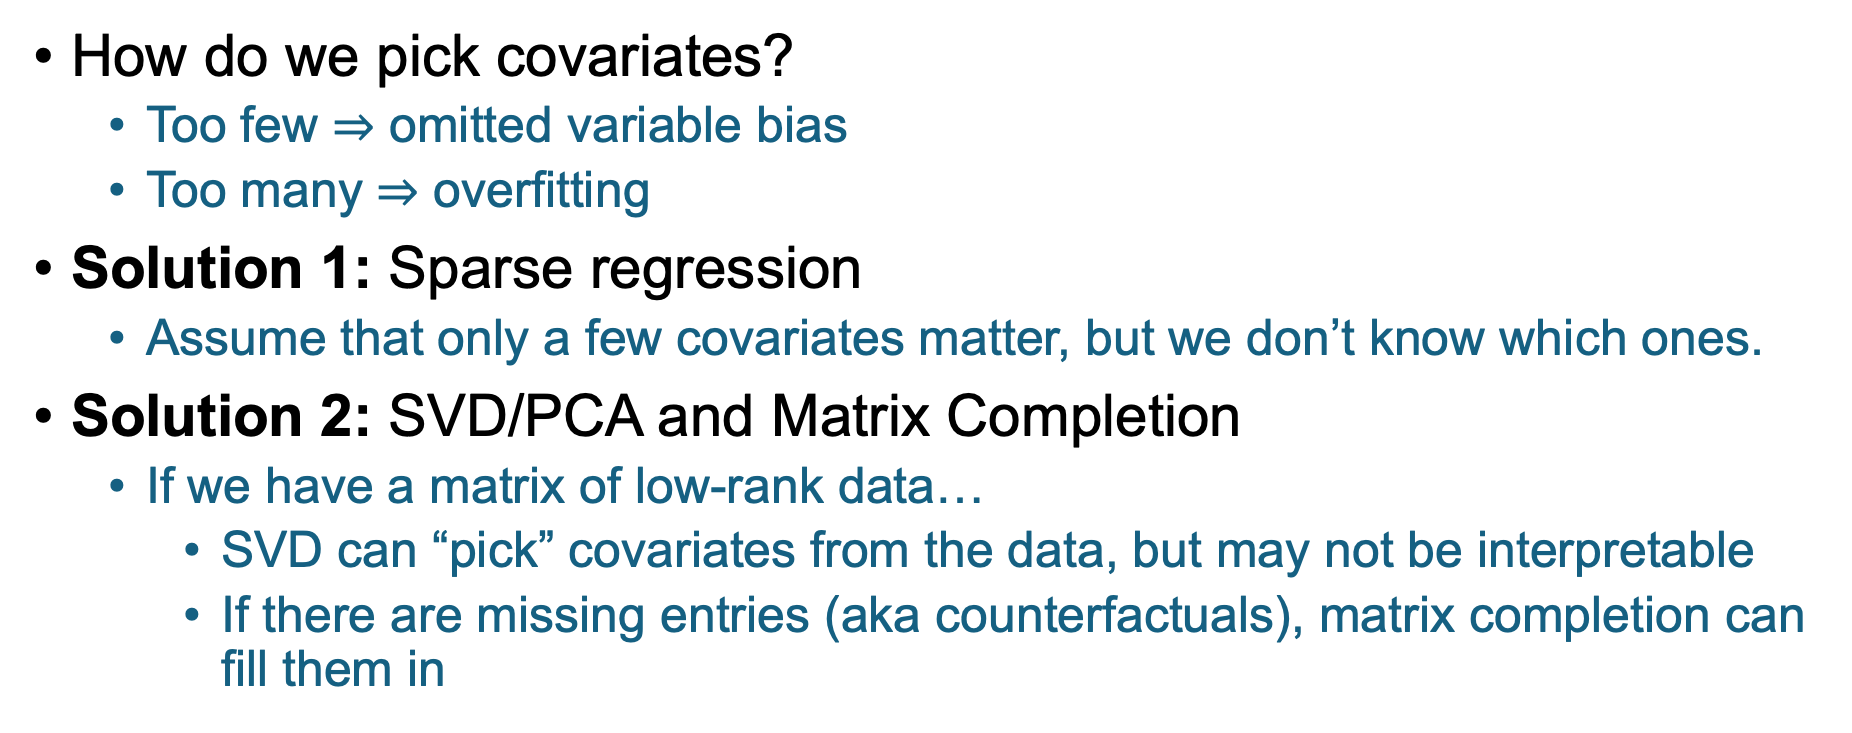 • How do we pick covariates?
• Too few ⇒ omitted variable bias
• Too many ⇒ overfitting
• Solution 1: Sparse regression
• Assume that only a few covariates matter, but we don’t know which ones.
• Solution 2: SVD/PCA and Matrix Completion
• If we have a matrix of low-rank data…
• SVD can “pick” covariates from the data, but may not be interpretable
• If there are missing entries (aka counterfactuals), matrix completion can
fill them in